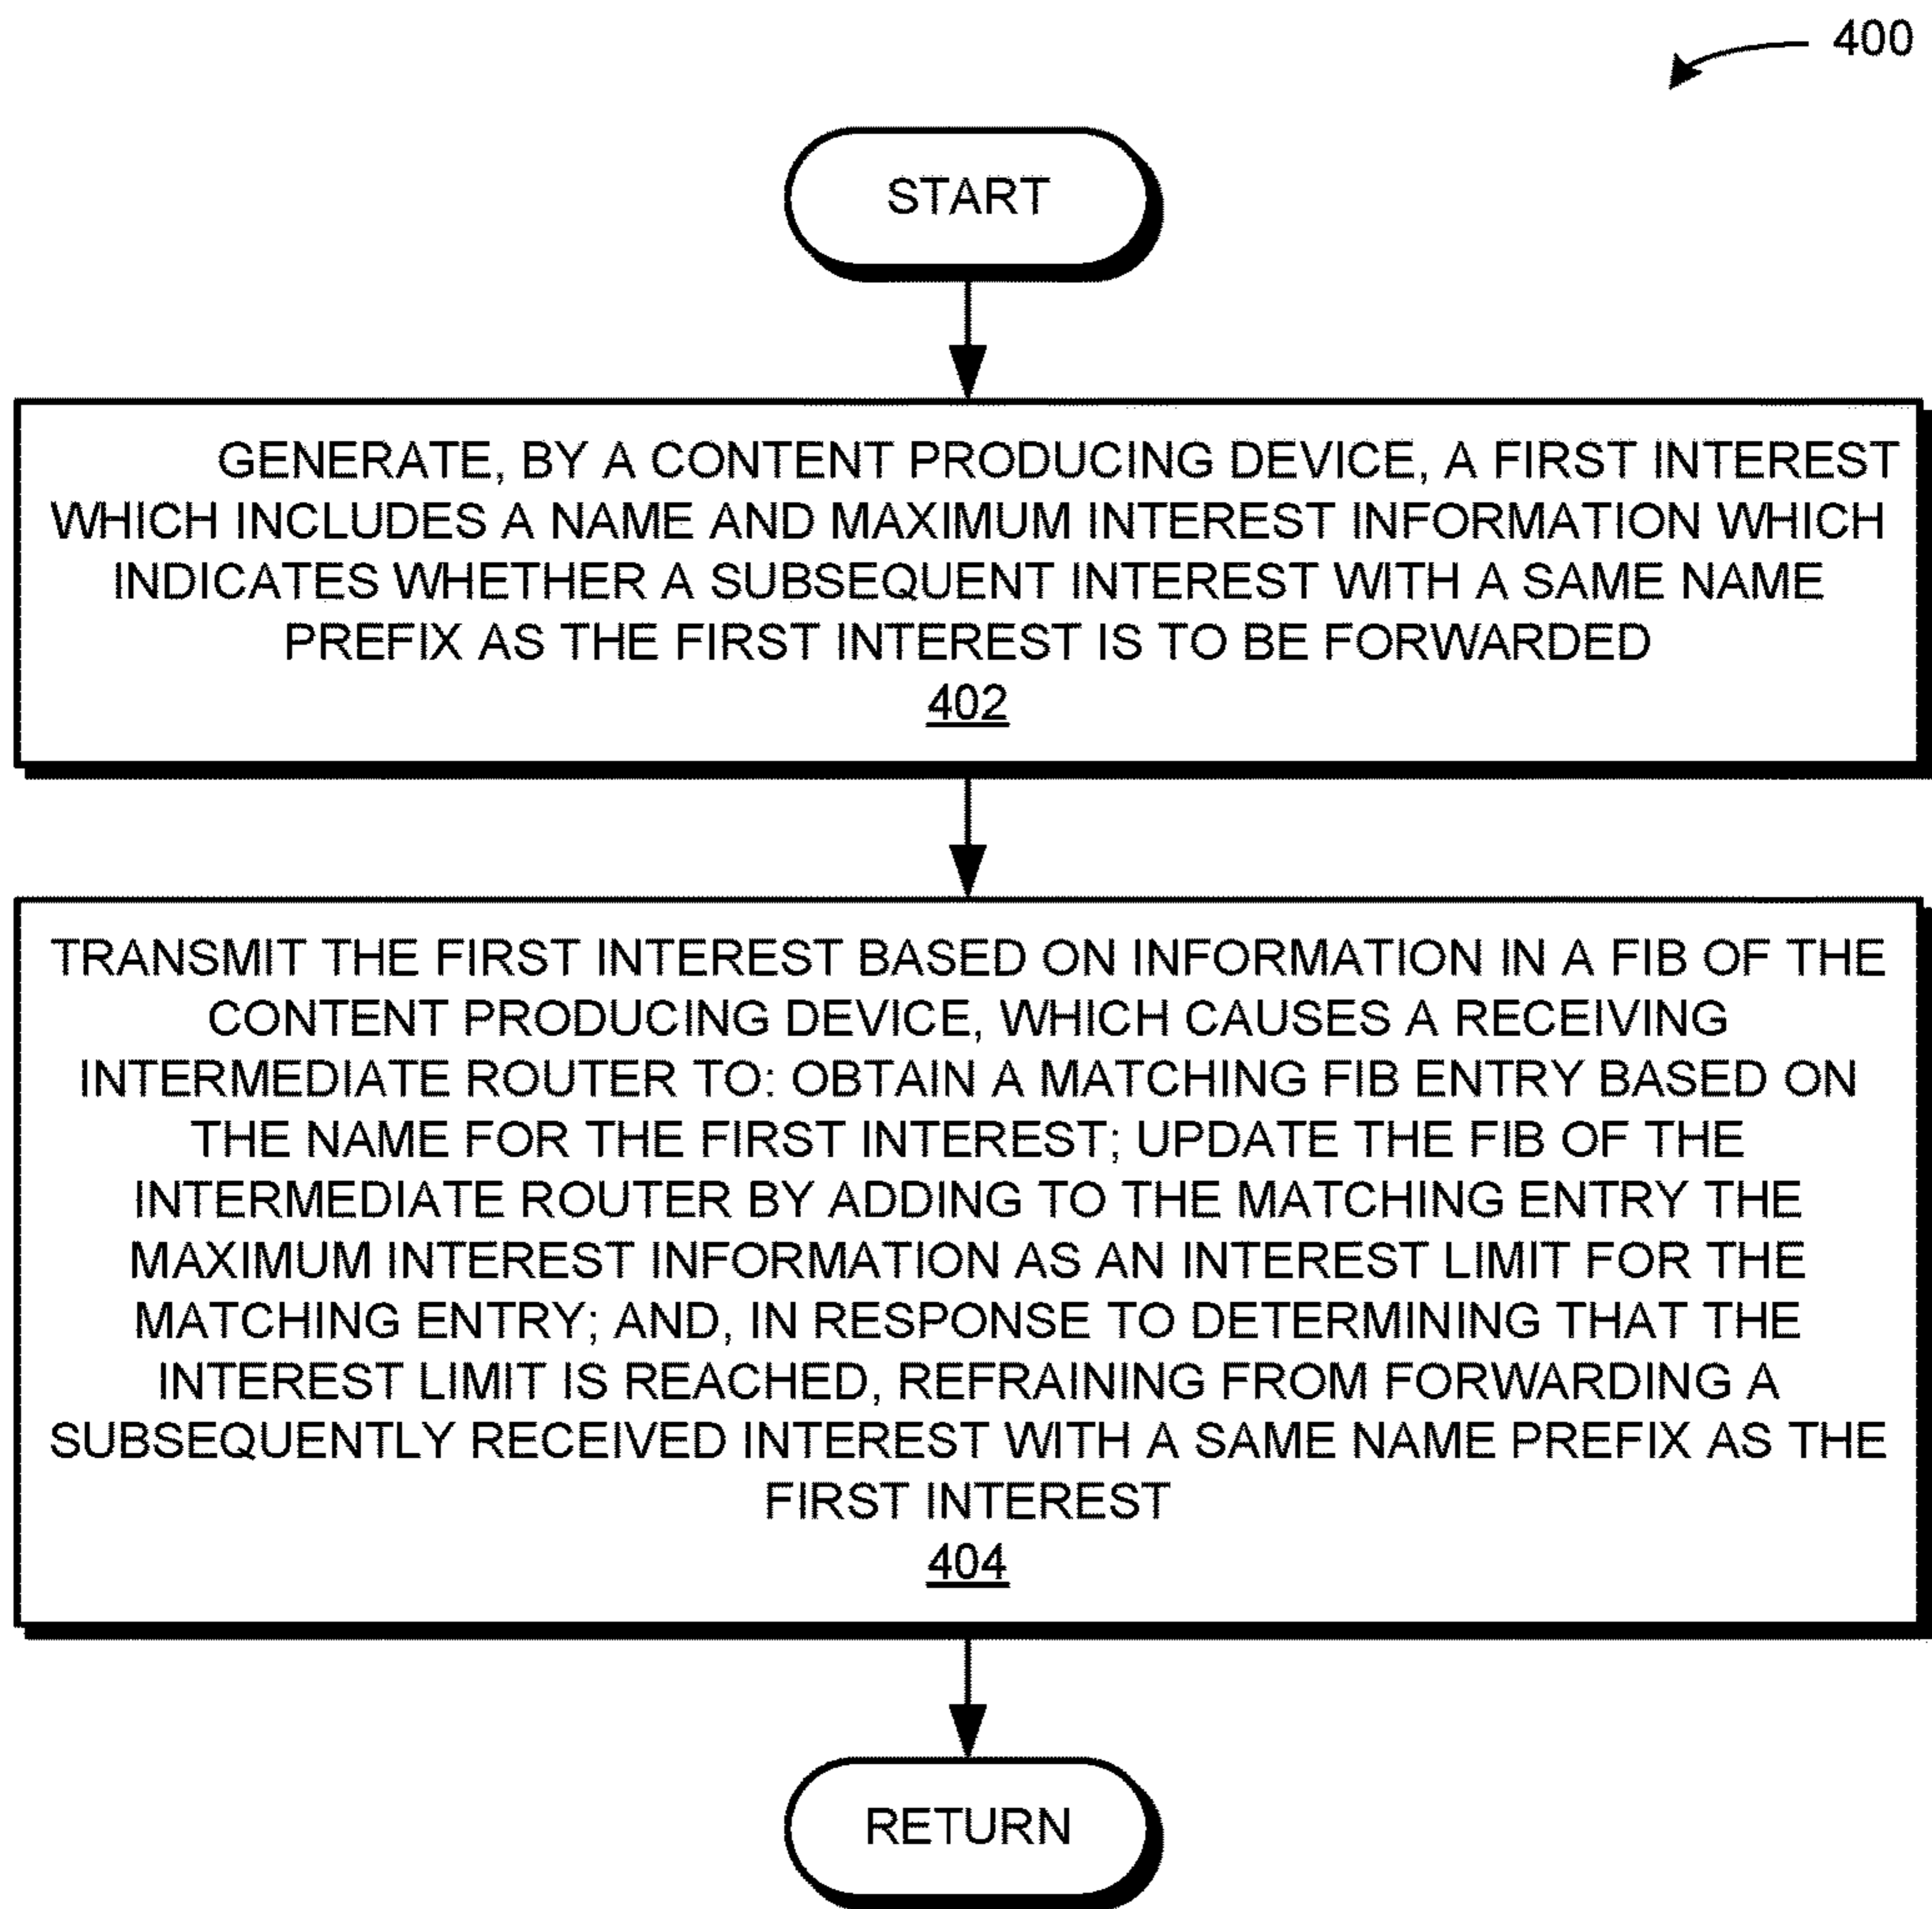 400
START
GENERATE, BY A CONTENT PRODUCING DEVICE, A FIRST INTEREST
WHICH INCLUDES A NAME AND MAXIMUM INTEREST INFORMATION WHICH
INDICATES WHETHER A SUBSEQUENT INTEREST WITH A SAME NAME
PREFIX AS THE FIRST INTEREST IS TO BE FORWARDED
402
TRANSMIT THE FIRST INTEREST BASED ON INFORMATION IN A FIB OF THE
CONTENT PRODUCING DEVICE, WHICH CAUSES A RECEIVING
INTERMEDIATE ROUTER TO: OBTAIN A MATCHING FIB ENTRY BASED ON
THE NAME FOR THE FIRST INTEREST; UPDATE THE FIB OF THE
INTERMEDIATE ROUTER BY ADDING TO THE MATCHING ENTRY THE
MAXIMUM INTEREST INFORMATION AS AN INTEREST LIMIT FOR THE
MATCHING ENTRY; AND, IN RESPONSE TO DETERMINING THAT THE
INTEREST LIMIT IS REACHED, REFRAINING FROM FORWARDING A
SUBSEQUENTLY RECEIVED INTEREST WITH A SAME NAME PREFIX AS THE
FIRST INTEREST
404
RETURN